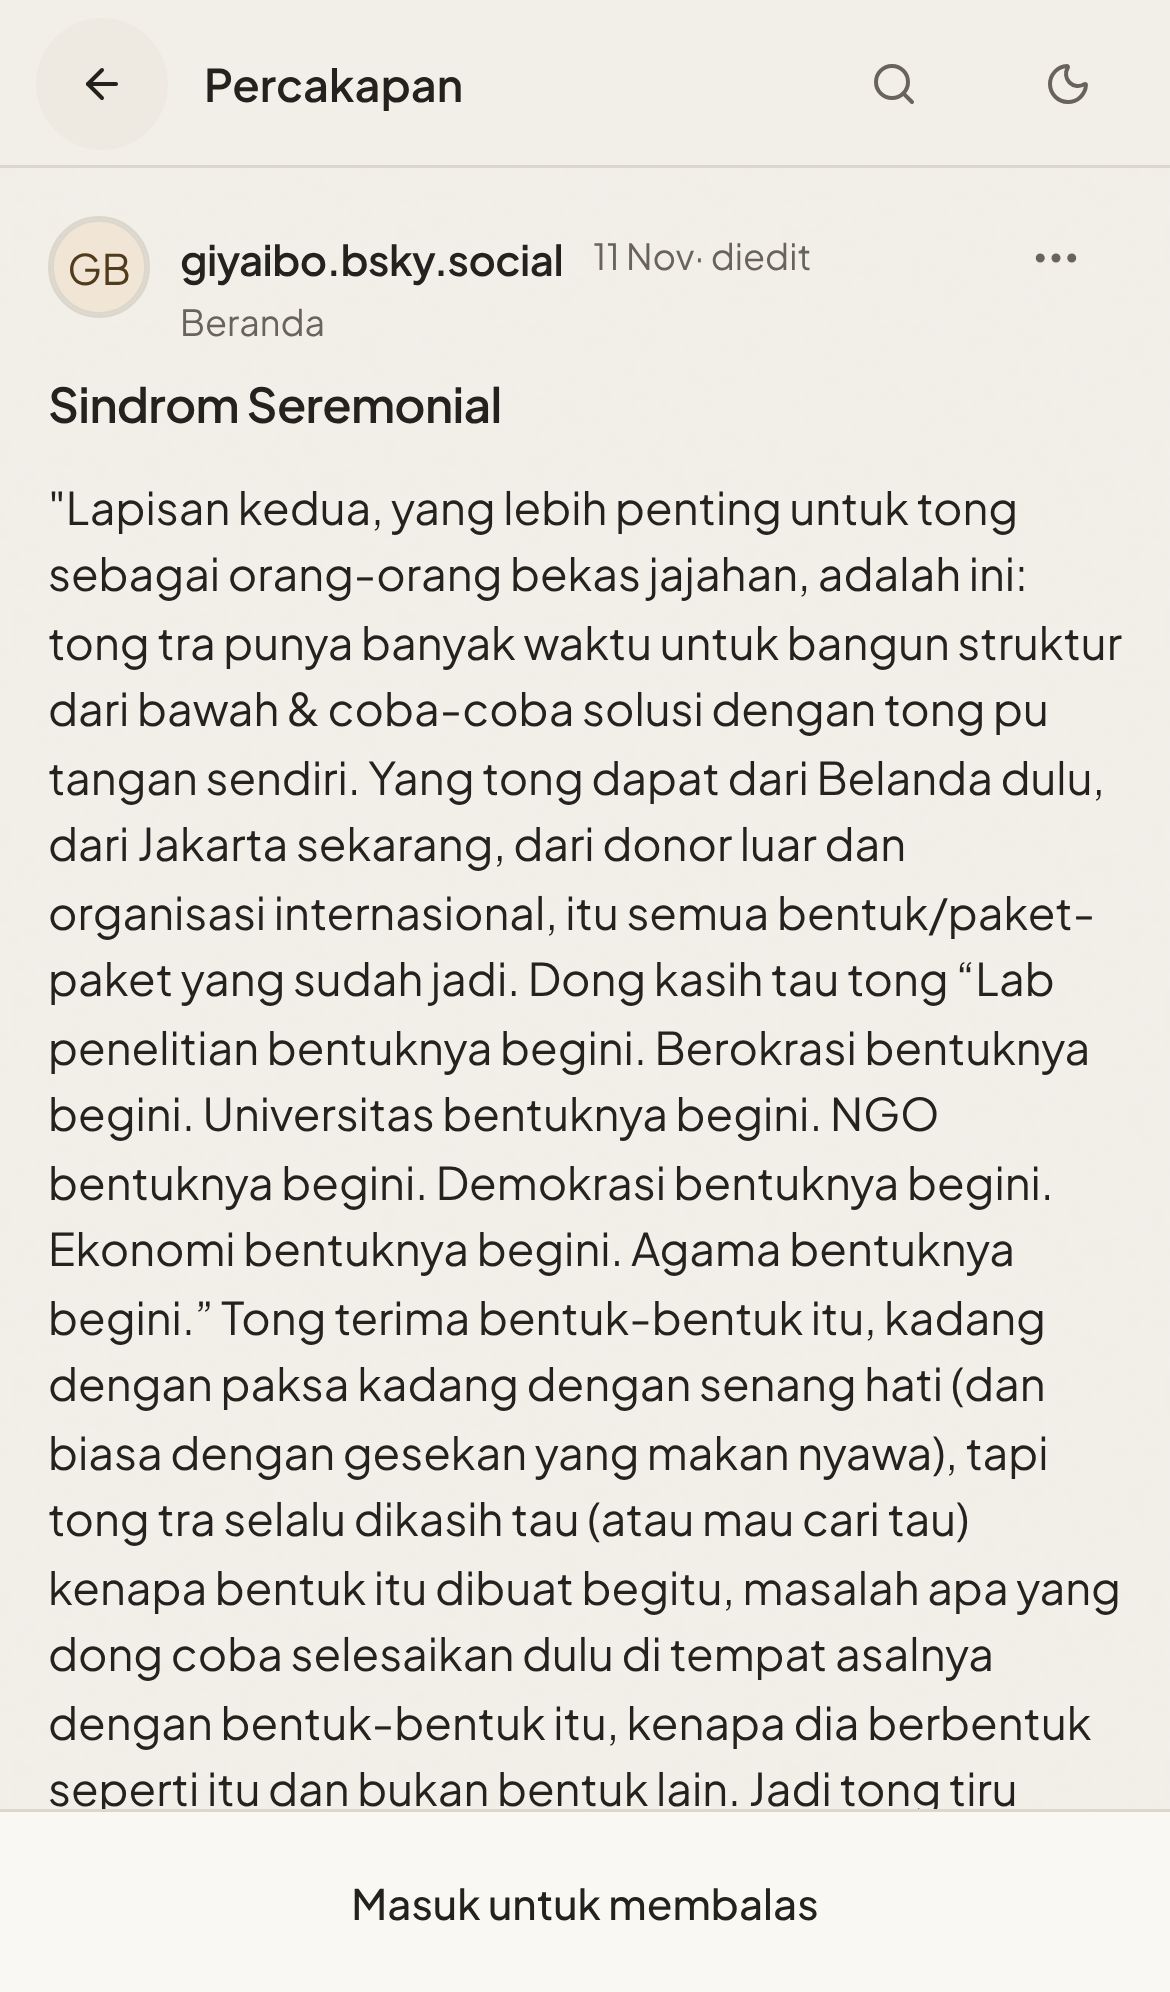 Percakapan
GB
giyaibo.bsky.social 11 Nov· diedit
Beranda
Sindrom Seremonial
"Lapisan kedua, yang lebih penting untuk tong
sebagai orang-orang bekas jajahan, adalah ini:
tong tra punya banyak waktu untuk bangun struktur
dari bawah & coba-coba solusi dengan tong pu
tangan sendiri. Yang tong dapat dari Belanda dulu,
dari Jakarta sekarang, dari donor luar dan
organisasi internasional, itu semua bentuk/paket-
paket yang sudah jadi. Dong kasih tau tong “Lab
penelitian bentuknya begini. Berokrasi bentuknya
begini. Universitas bentuknya begini. NGO
bentuknya begini. Demokrasi bentuknya begini.
Ekonomi bentuknya begini. Agama bentuknya
begini.” Tong terima bentuk-bentuk itu, kadang
dengan paksa kadang dengan senang hati (dan
biasa dengan gesekan yang makan nyawa), tapi
tong tra selalu dikasih tau (atau mau cari tau)
kenapa bentuk itu dibuat begitu, masalah apa yang
dong coba selesaikan dulu di tempat asalnya
dengan bentuk-bentuk itu, kenapa dia berbentuk
seperti itu dan bukan bentuk lain. Jadi tong tiru
Masuk untuk membalas